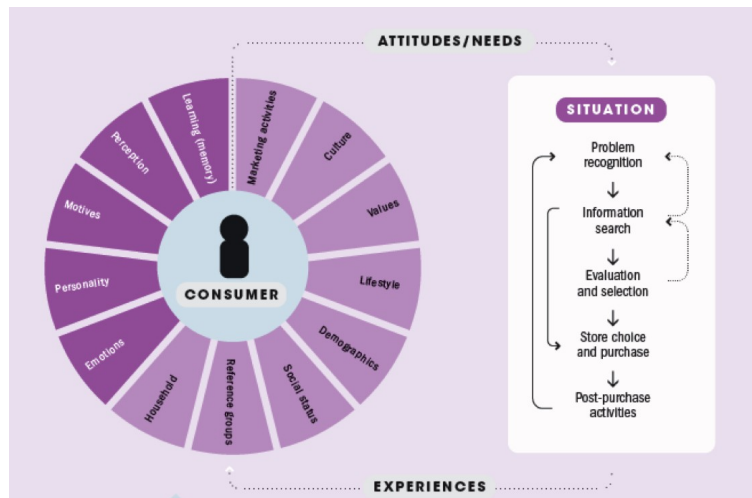 ATTITUDES/NEEDS
Marketing activities
Culture
Values
Lifestyle
Demographics
Social status
Reference groups
Household
Emotions
Personality
Motives
Perception
Learning (memory)
CONSUMER
SITUATION
Problem
recognition
Information
search
Evaluation
and selection
Store choice
and purchase
Post-purchase
activities
EXPERIENCES